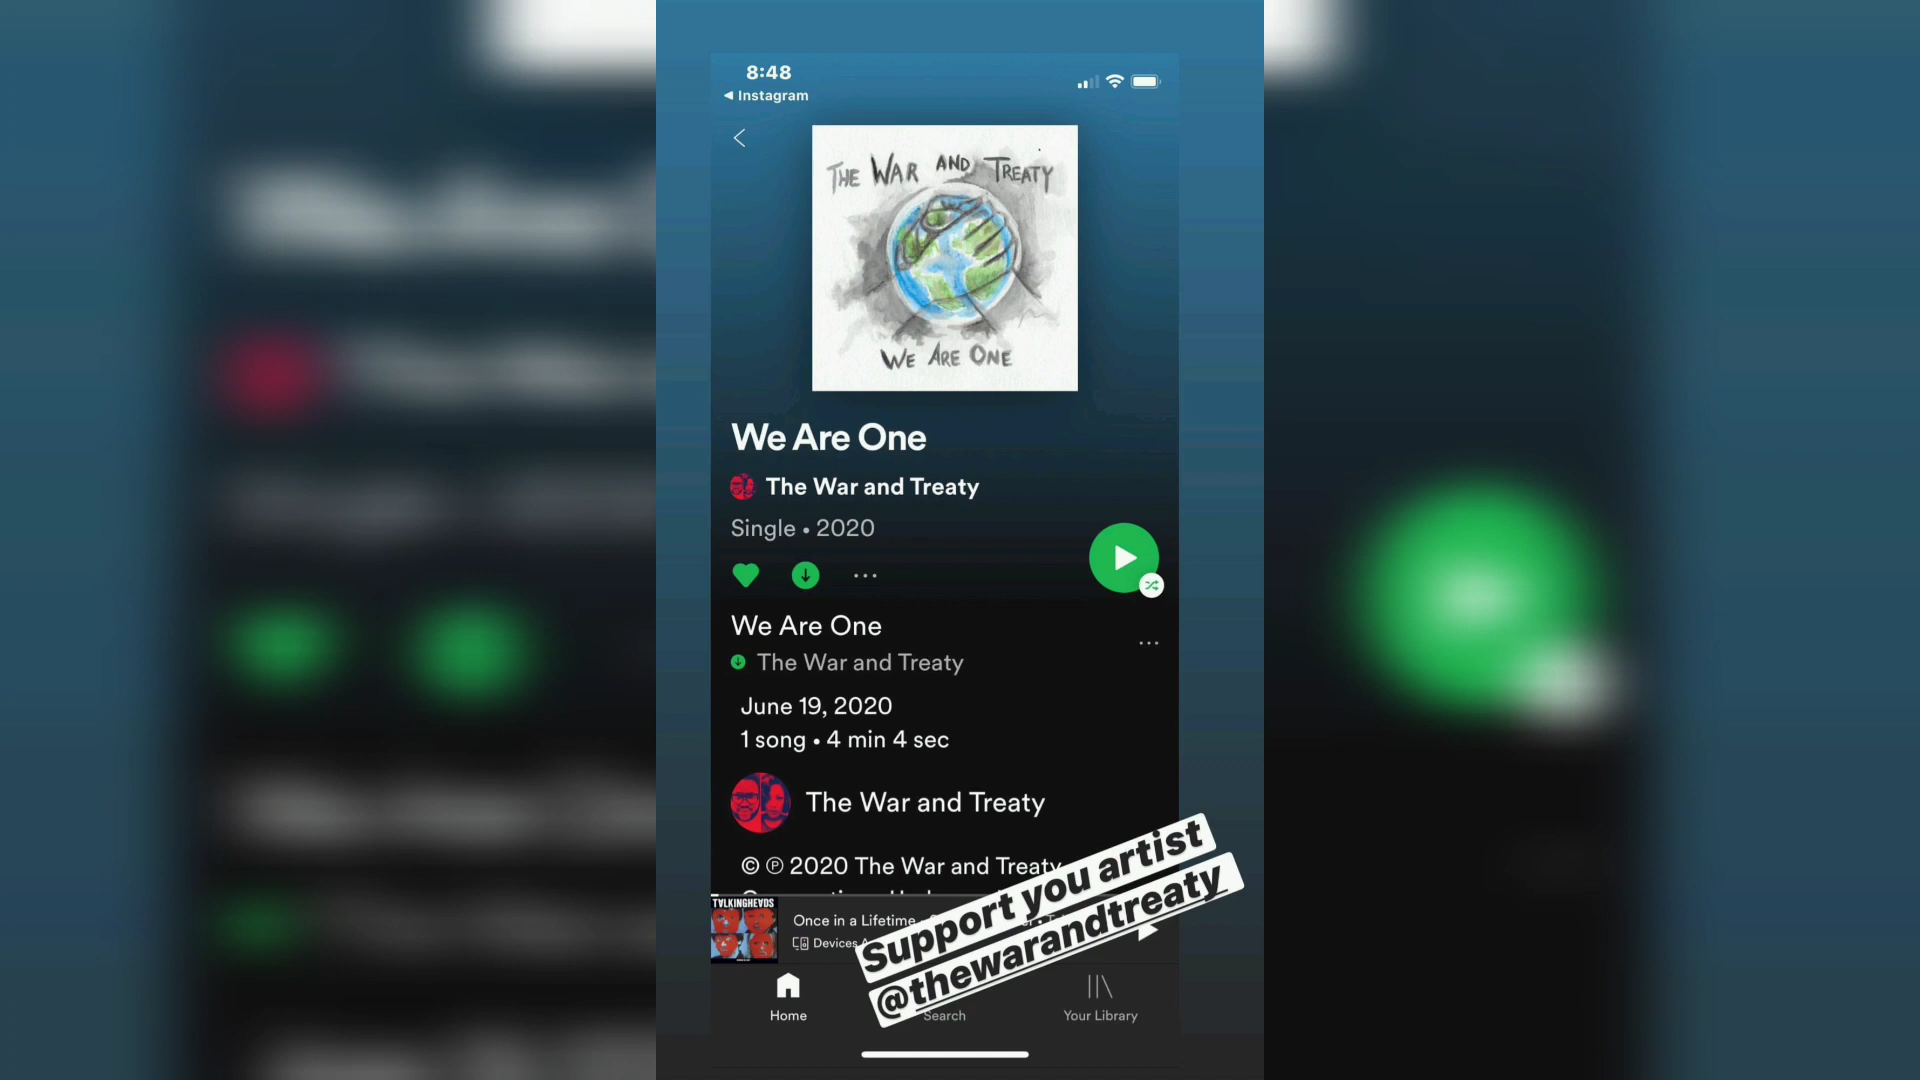 8:48
Instagram
THE WAR AND TREATY
WE ARE ONE
We Are One
The War and Treaty
Single • 2020
We Are One
The War and Treaty
June 19, 2020
1 song • 4 min 4 sec
The War and Treaty
© ℗ 2020 The War and Treaty
TALKING HEADS
Once in a Lifetime
Devices
Support you artist
@thewarandtreaty
Home
Search
Your Library